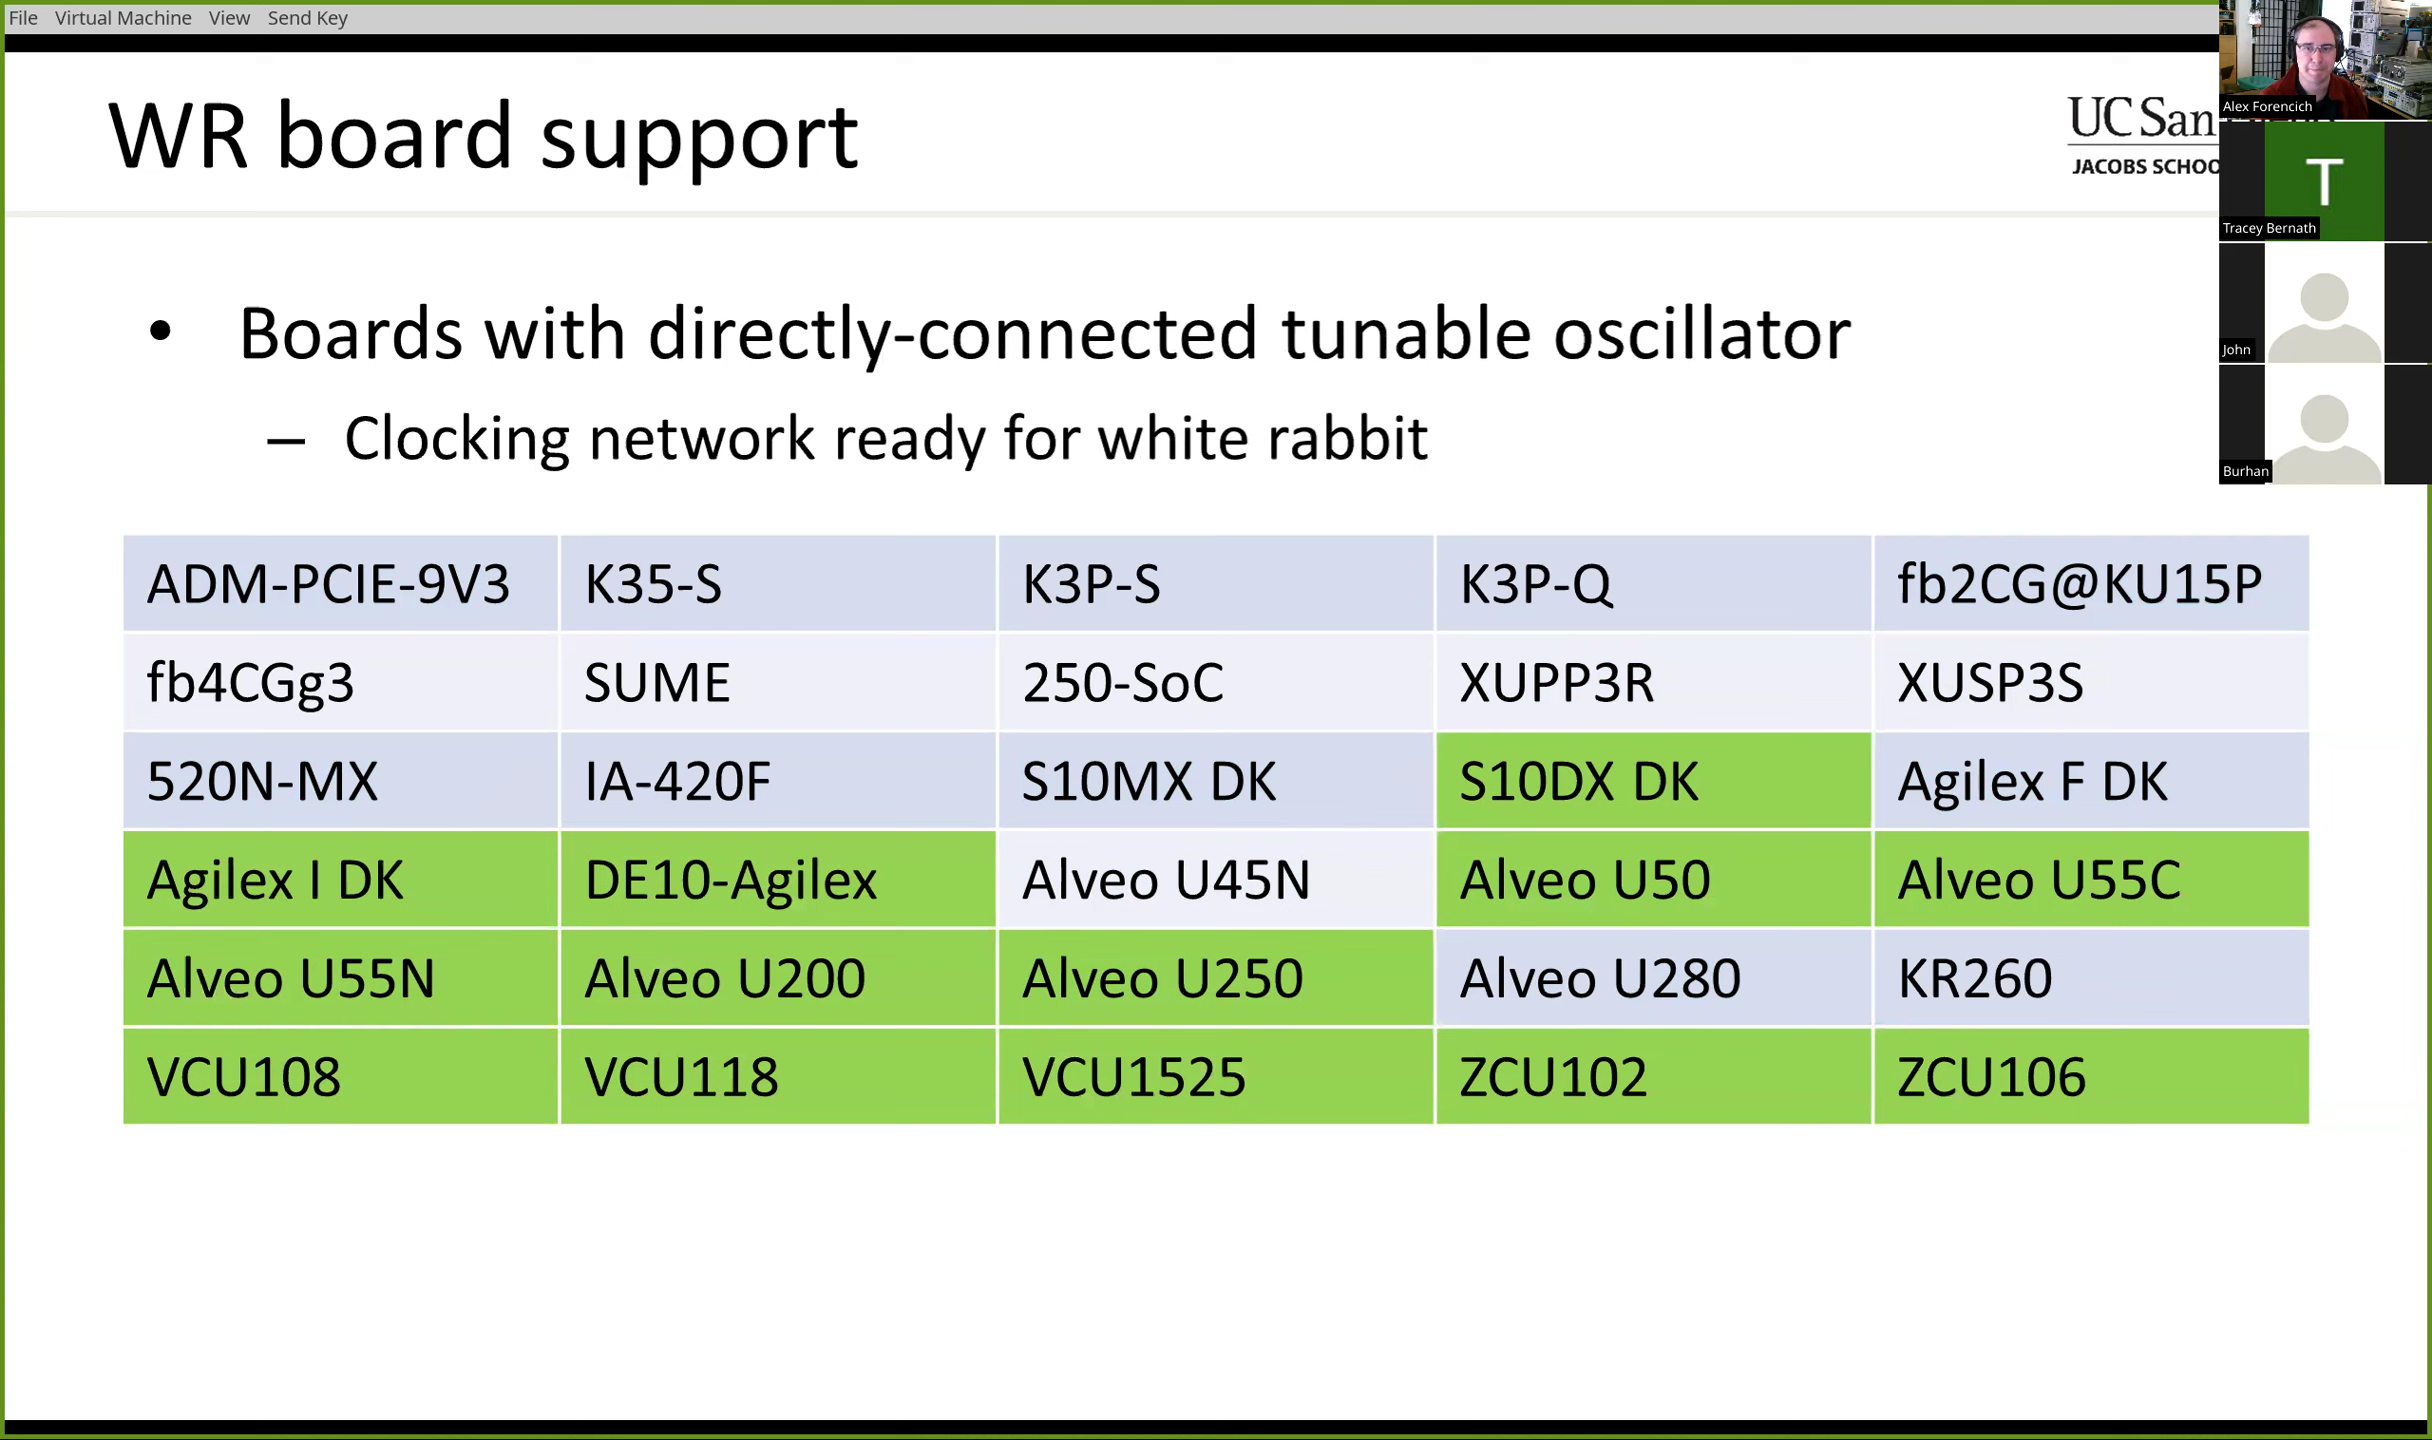 File Virtual Machine View Send Key
WR board support
UC San
JACOBS SCHOO
Alex Forencich
T
Tracey Bernath
John
Burhan
• Boards with directly-connected tunable oscillator
– Clocking network ready for white rabbit
ADM-PCIE-9V3 K35-S K3P-S K3P-Q fb2CG@KU15P
fb4CGg3 SUME 250-SoC XUPP3R XUSP3S
520N-MX IA-420F S10MX DK S10DX DK Agilex F DK
Agilex I DK DE10-Agilex Alveo U45N Alveo U50 Alveo U55C
Alveo U55N Alveo U200 Alveo U250 Alveo U280 KR260
VCU108 VCU118 VCU1525 ZCU102 ZCU106